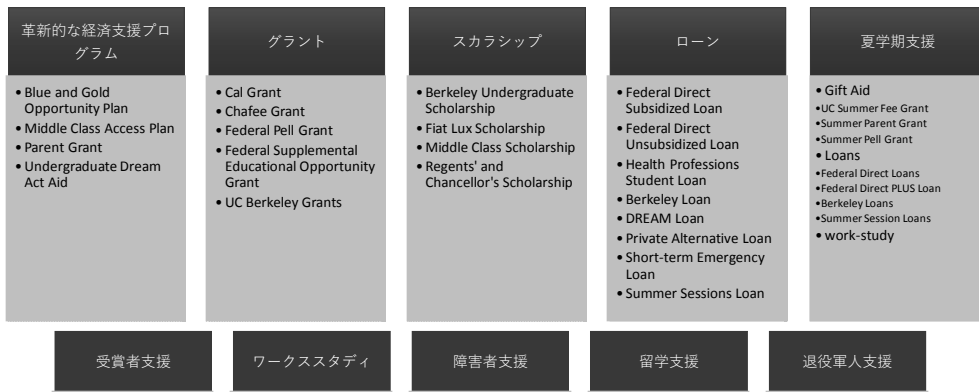 革新的な経済支援プロ
グラム
• Blue and Gold
Opportunity Plan
• Middle Class Access Plan
• Parent Grant
• Undergraduate Dream
Act Aid
グラント
• Cal Grant
• Chafee Grant
• Federal Pell Grant
• Federal Supplemental
Educational Opportunity
Grant
• UC Berkeley Grants
スカラシップ
• Berkeley Undergraduate
Scholarship
• Fiat Lux Scholarship
• Middle Class Scholarship
• Regents' and
Chancellor's Scholarship
ローン
• Federal Direct
Subsidized Loan
• Federal Direct
Unsubsidized Loan
• Health Professions
Student Loan
• Berkeley Loan
• DREAM Loan
• Private Alternative Loan
• Short-term Emergency
Loan
• Summer Sessions Loan
夏学期支援
• Gift Aid
•UC Summer Fee Grant
•Summer Parent Grant
•Summer Pell Grant
• Loans
•Federal Direct Loans
•Federal Direct PLUS Loan
•Berkeley Loans
•Summer Session Loans
• work-study
受賞者支援
ワークススタディ
障害者支援
留学支援
退役軍人支援